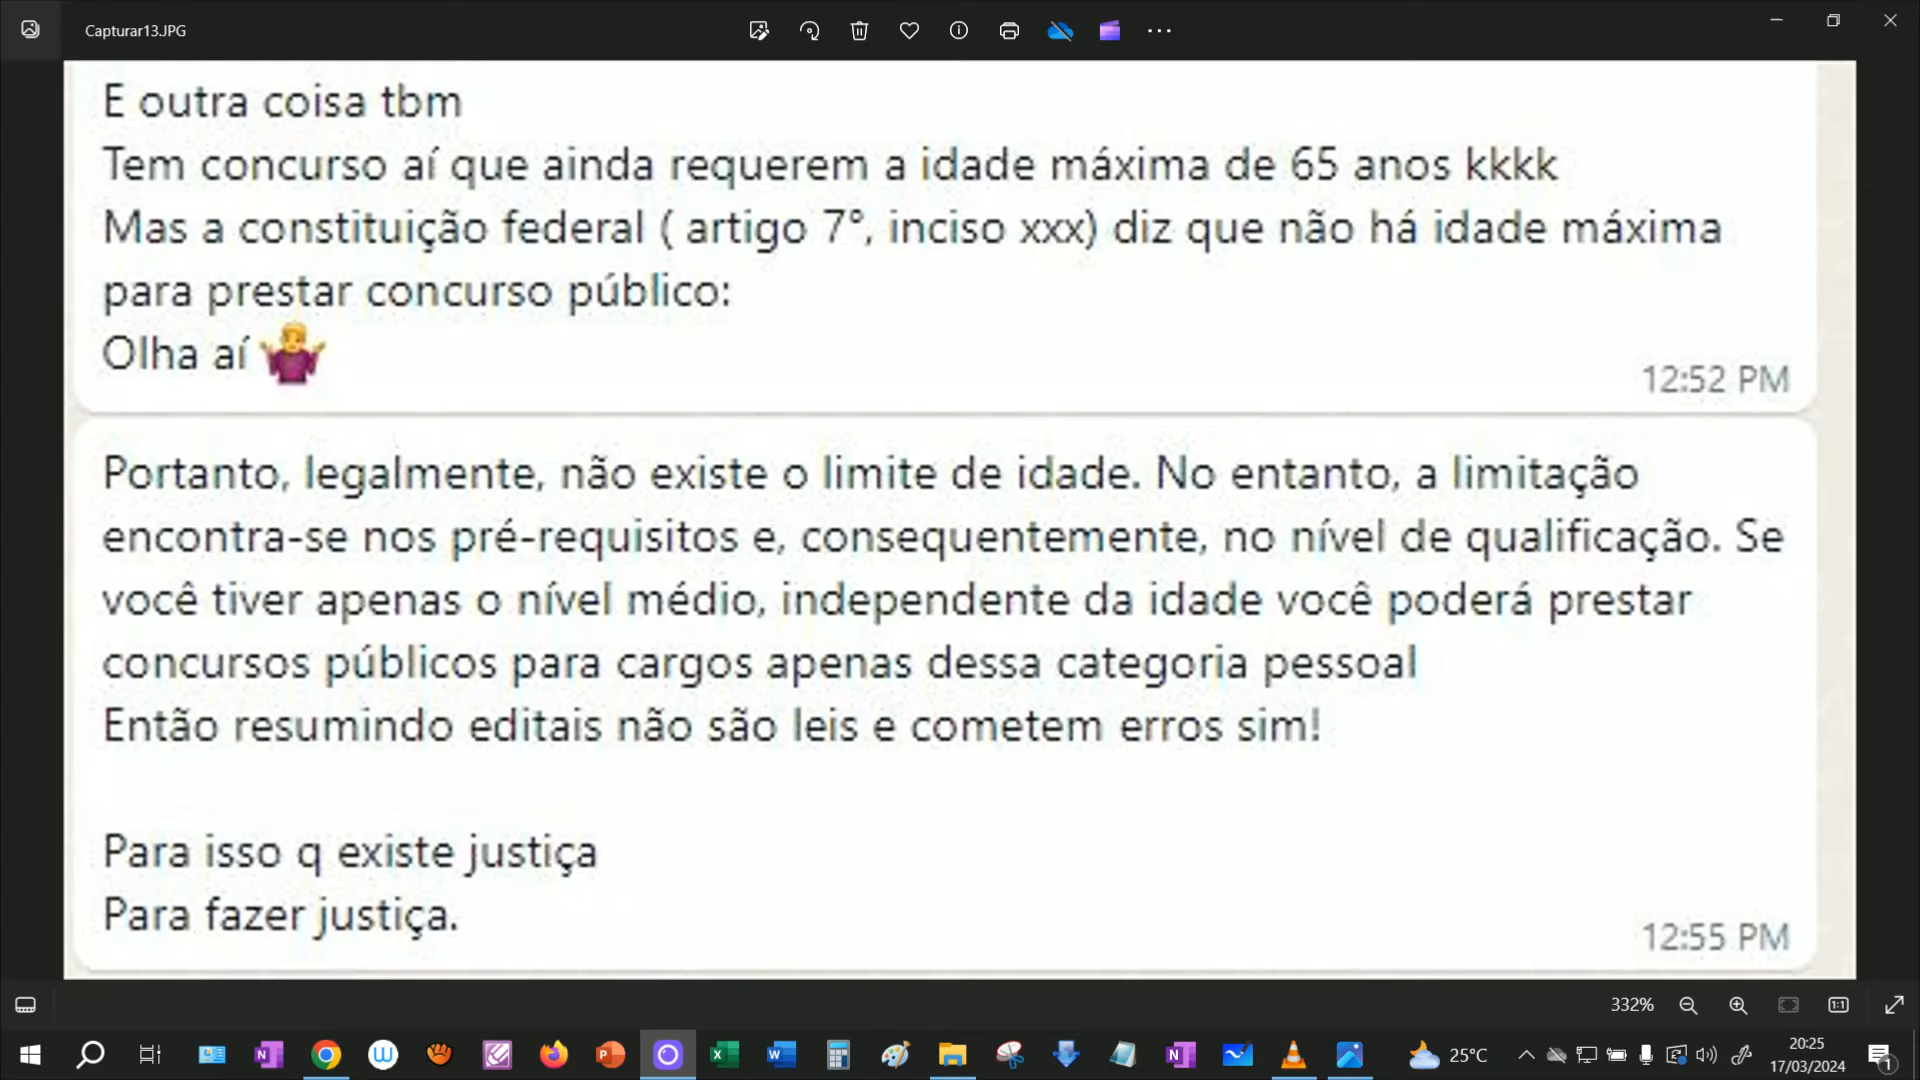 Capturar13.JPG
E outra coisa tbm
Tem concurso aí que ainda requerem a idade máxima de 65 anos kkkk
Mas a constituição federal ( artigo 7°, inciso xxx) diz que não há idade máxima
para prestar concurso público:
Olha aí 🤷
12:52 PM
Portanto, legalmente, não existe o limite de idade. No entanto, a limitação
encontra-se nos pré-requisitos e, consequentemente, no nível de qualificação. Se
você tiver apenas o nível médio, independente da idade você poderá prestar
concursos públicos para cargos apenas dessa categoria pessoal
Então resumindo editais não são leis e cometem erros sim!
Para isso q existe justiça
Para fazer justiça.
12:55 PM
332%
25°C
20:25
17/03/2024
1